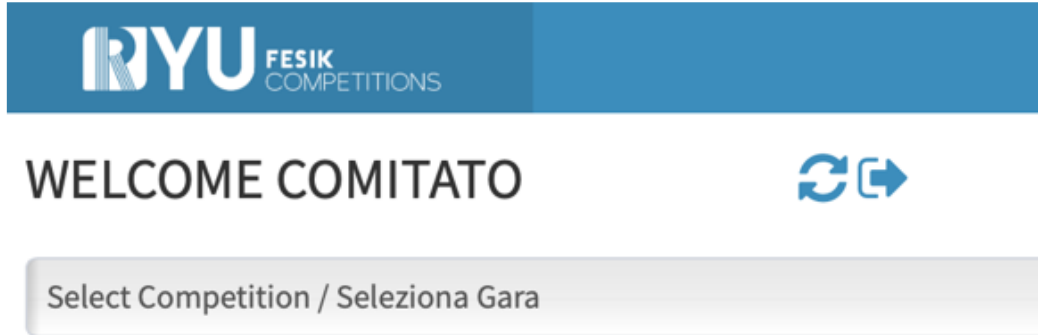 RYU FESIK
COMPETITIONS
WELCOME COMITATO
Select Competition / Seleziona Gara